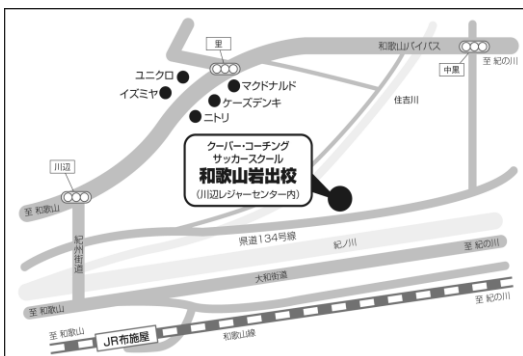 里
和歌山バイパス
至 紀の川
中黒
ユニクロ
イズミヤ
マクドナルド
ケーズデンキ
ニトリ
住吉川
クーバー・コーチング
サッカースクール
和歌山岩出校
(川辺レジャーセンター内)
川辺
至 和歌山
紀州街道
県道134号線
紀ノ川
至 紀の川
大和街道
至 和歌山
至 紀の川
至 和歌山
JR布施屋
和歌山線